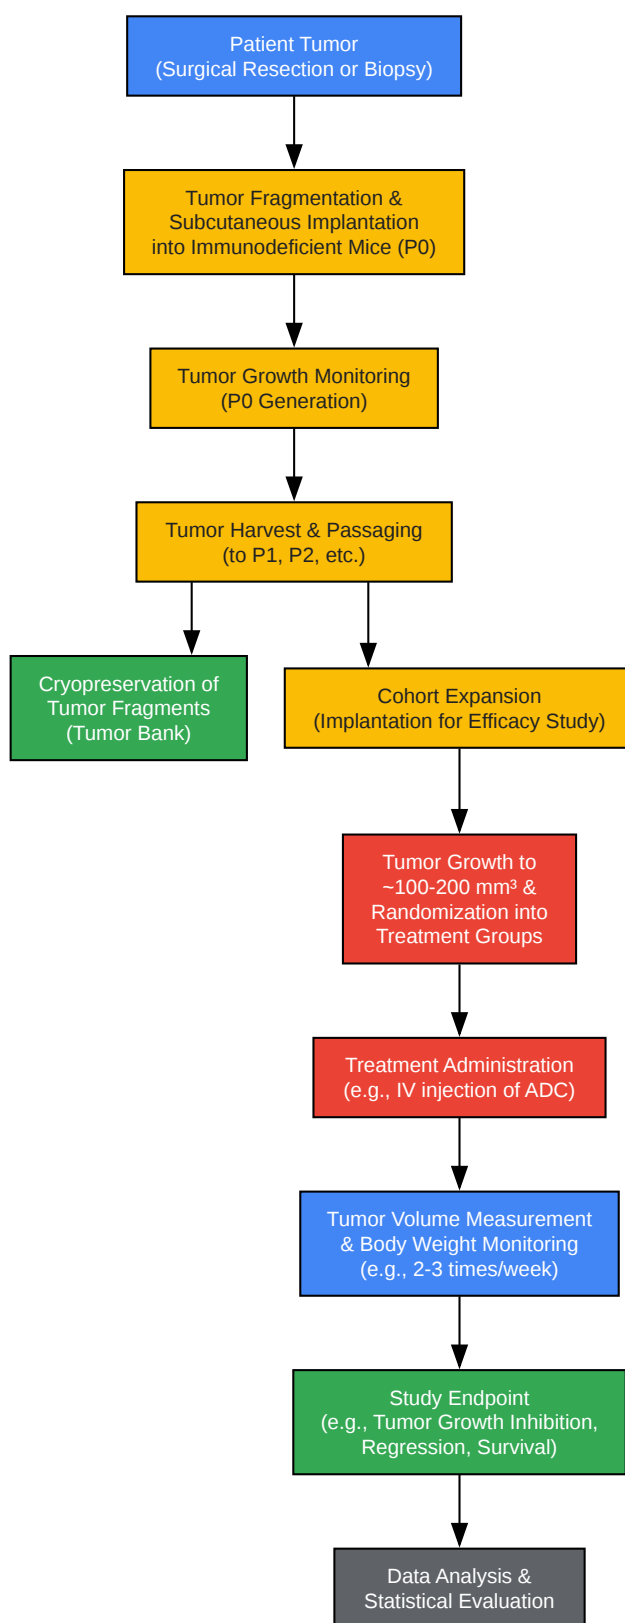 Patient Tumor
(Surgical Resection or Biopsy)
Tumor Fragmentation &
Subcutaneous Implantation
into Immunodeficient Mice (P0)
Tumor Growth Monitoring
(P0 Generation)
Tumor Harvest & Passaging
(to P1, P2, etc.)
Cryopreservation of
Tumor Fragments
(Tumor Bank)
Cohort Expansion
(Implantation for Efficacy Study)
Tumor Growth to
~100-200 mm³ &
Randomization into
Treatment Groups
Treatment Administration
(e.g., IV injection of ADC)
Tumor Volume Measurement
& Body Weight Monitoring
(e.g., 2-3 times/week)
Study Endpoint
(e.g., Tumor Growth Inhibition,
Regression, Survival)
Data Analysis &
Statistical Evaluation